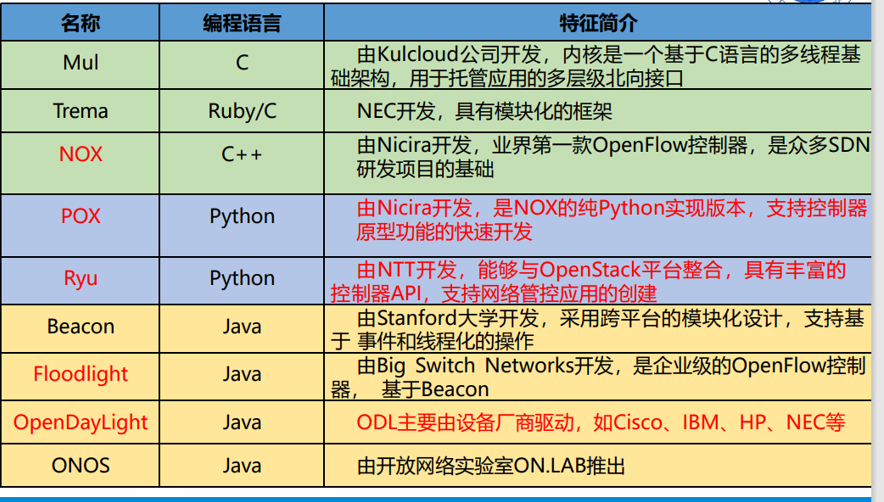 名称 编程语言 特征简介
Mul C 由Kulcloud公司开发，内核是一个基于C语言的多线程基
础架构，用于托管应用的多层级北向接口
Trema Ruby/C NEC开发，具有模块化的框架
NOX C++ 由Nicira开发，业界第一款OpenFlow控制器，是众多SDN
研发项目的基础
POX Python 由Nicira开发，是NOX的纯Python实现版本，支持控制器
原型功能的快速开发
Ryu Python 由NTT开发，能够与OpenStack平台整合，具有丰富的
控制器API，支持网络管控应用的创建
Beacon Java 由Stanford大学开发，采用跨平台的模块化设计，支持基
于 事件和线程化的操作
Floodlight Java 由Big Switch Networks开发，是企业级的OpenFlow控制
器， 基于Beacon
OpenDayLight Java ODL主要由设备厂商驱动，如Cisco、IBM、HP、NEC等
ONOS Java 由开放网络实验室ON.LAB推出